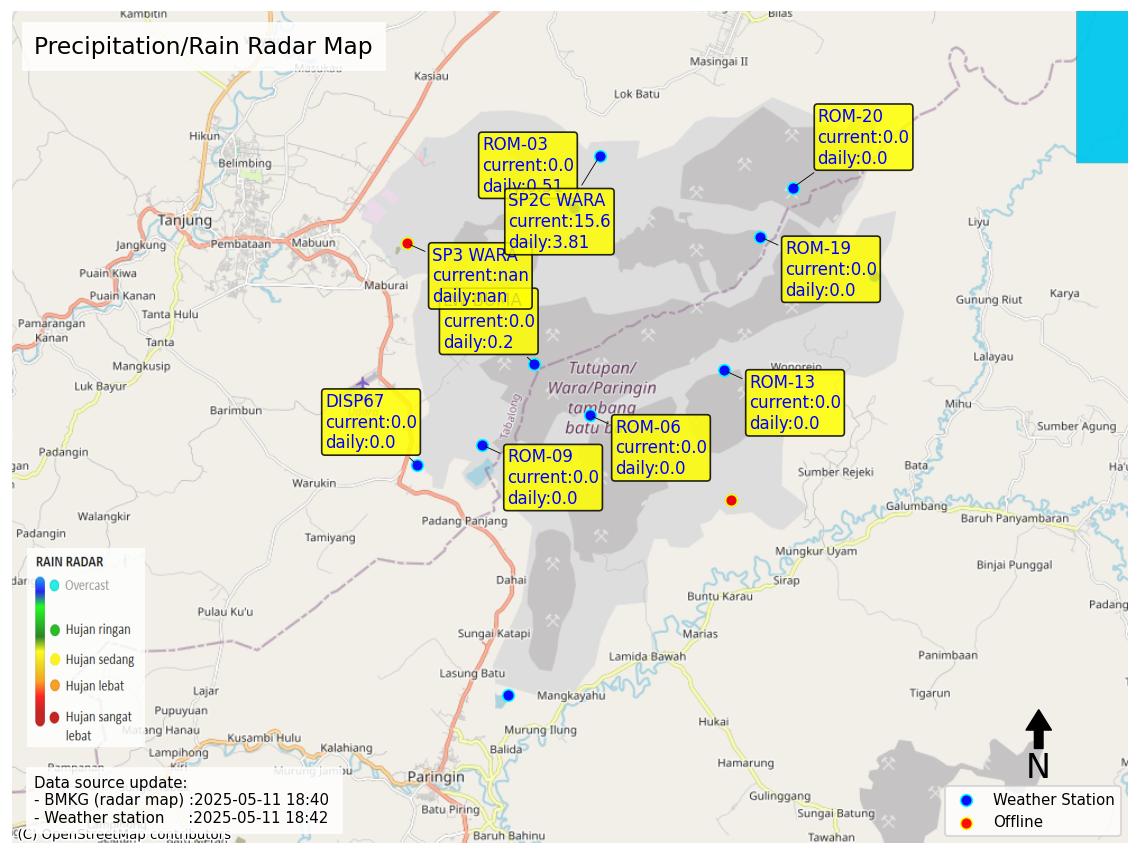 Kambitin
Bilas
Precipitation/Rain Radar Map
Masingai II
Kasiau
Lok Batu
Hikun
Belimbing
ROM-03
current:0.0
daily:0.51
ROM-20
current:0.0
daily:0.0
SP2C WARA
current:15.6
daily:3.81
Tanjung
Jangkung
Pembataan
Mabuun
Liyu
SP3 WARA
current:nan
daily:nan
ROM-19
current:0.0
daily:0.0
Puain Kiwa
Puain Kanan
Maburai
Tanta Hulu
Gunung Riut
Karya
current:0.0
daily:0.2
Pamarangan
Kanan
Tanta
Mangkusip
Luk Bayur
Lalayau
Tutupan/
Wara/Paringin
tambang
batu b
Wonorejo
ROM-13
current:0.0
daily:0.0
Tabalong
DISP67
current:0.0
daily:0.0
Barimbun
Mihu
ROM-06
current:0.0
daily:0.0
Sumber Agung
Padangin
ROM-09
current:0.0
daily:0.0
Warukin
Bata
Sumber Rejeki
Galumbang
Baruh Panyambaran
Walangkir
Padangin
Padang Panjang
Tamiyang
Mungkur Uyam
Binjai Punggal
Dahai
Sirap
Buntu Karau
Padang
Pulau Ku'u
RAIN RADAR
Overcast
Hujan ringan
Hujan sedang
Hujan lebat
Hujan sangat
lebat
Sungai Katapi
Marias
Lamida Bawah
Panimbaan
Lasung Batu
Lajar
Mangkayahu
Tigarun
Pupuyuan
Matang Hanau
Murung Ilung
Hukai
Lampihong
Kusambi Hulu
Kalahiang
Balida
Hamarung
N
Murung Jambu
Paringin
Data source update:
- BMKG (radar map) :2025-05-11 18:40
- Weather station :2025-05-11 18:42
Gulinggang
Batu Piring
Sungai Batung
Weather Station
Offline
Baruh Bahinu
Tawahan
(C) OpenStreetMap contributors